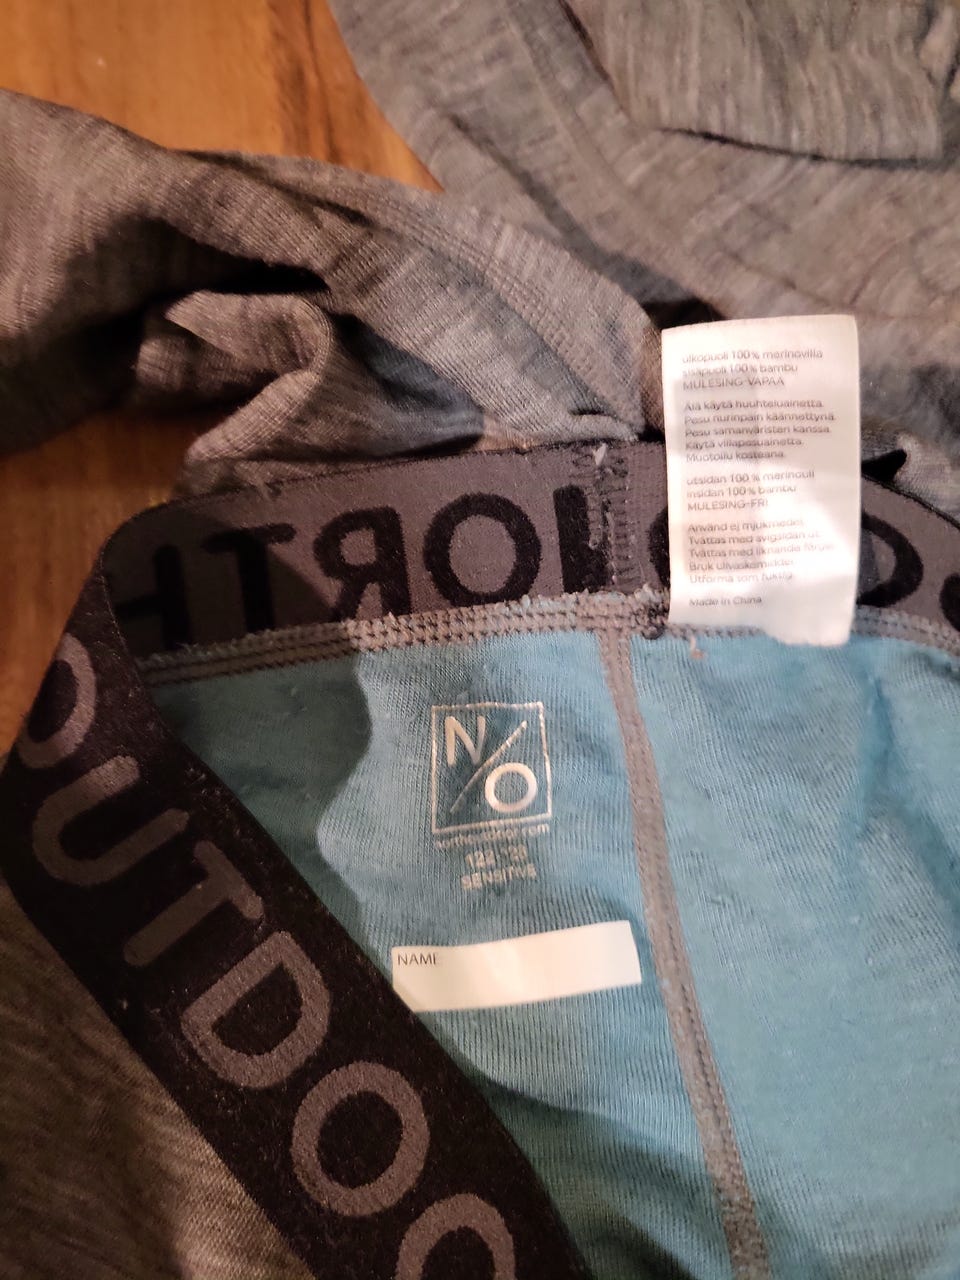 ulkopuoli 100% merinovilla
sisäpuoli 100% bambu
MULESING-VAPAA
Älä käytä huuhteluainetta.
Pesu nurinpäin käännettynä.
Pesu samanväristen kanssa.
Käytä villapesuainetta.
Muotoilu kosteana.
utsidan 100% merinoull
insidan 100% bambu
MULESING-FRI
Använd ej mjukmedel.
Tvättas med avigsidan ut.
Tvättas med liknande färger.
Bruk ullvaskemiddel.
Utforma som fuktig.
Made in China
NORTH
N/O
SENSITIVE
NAME
OUTDOO